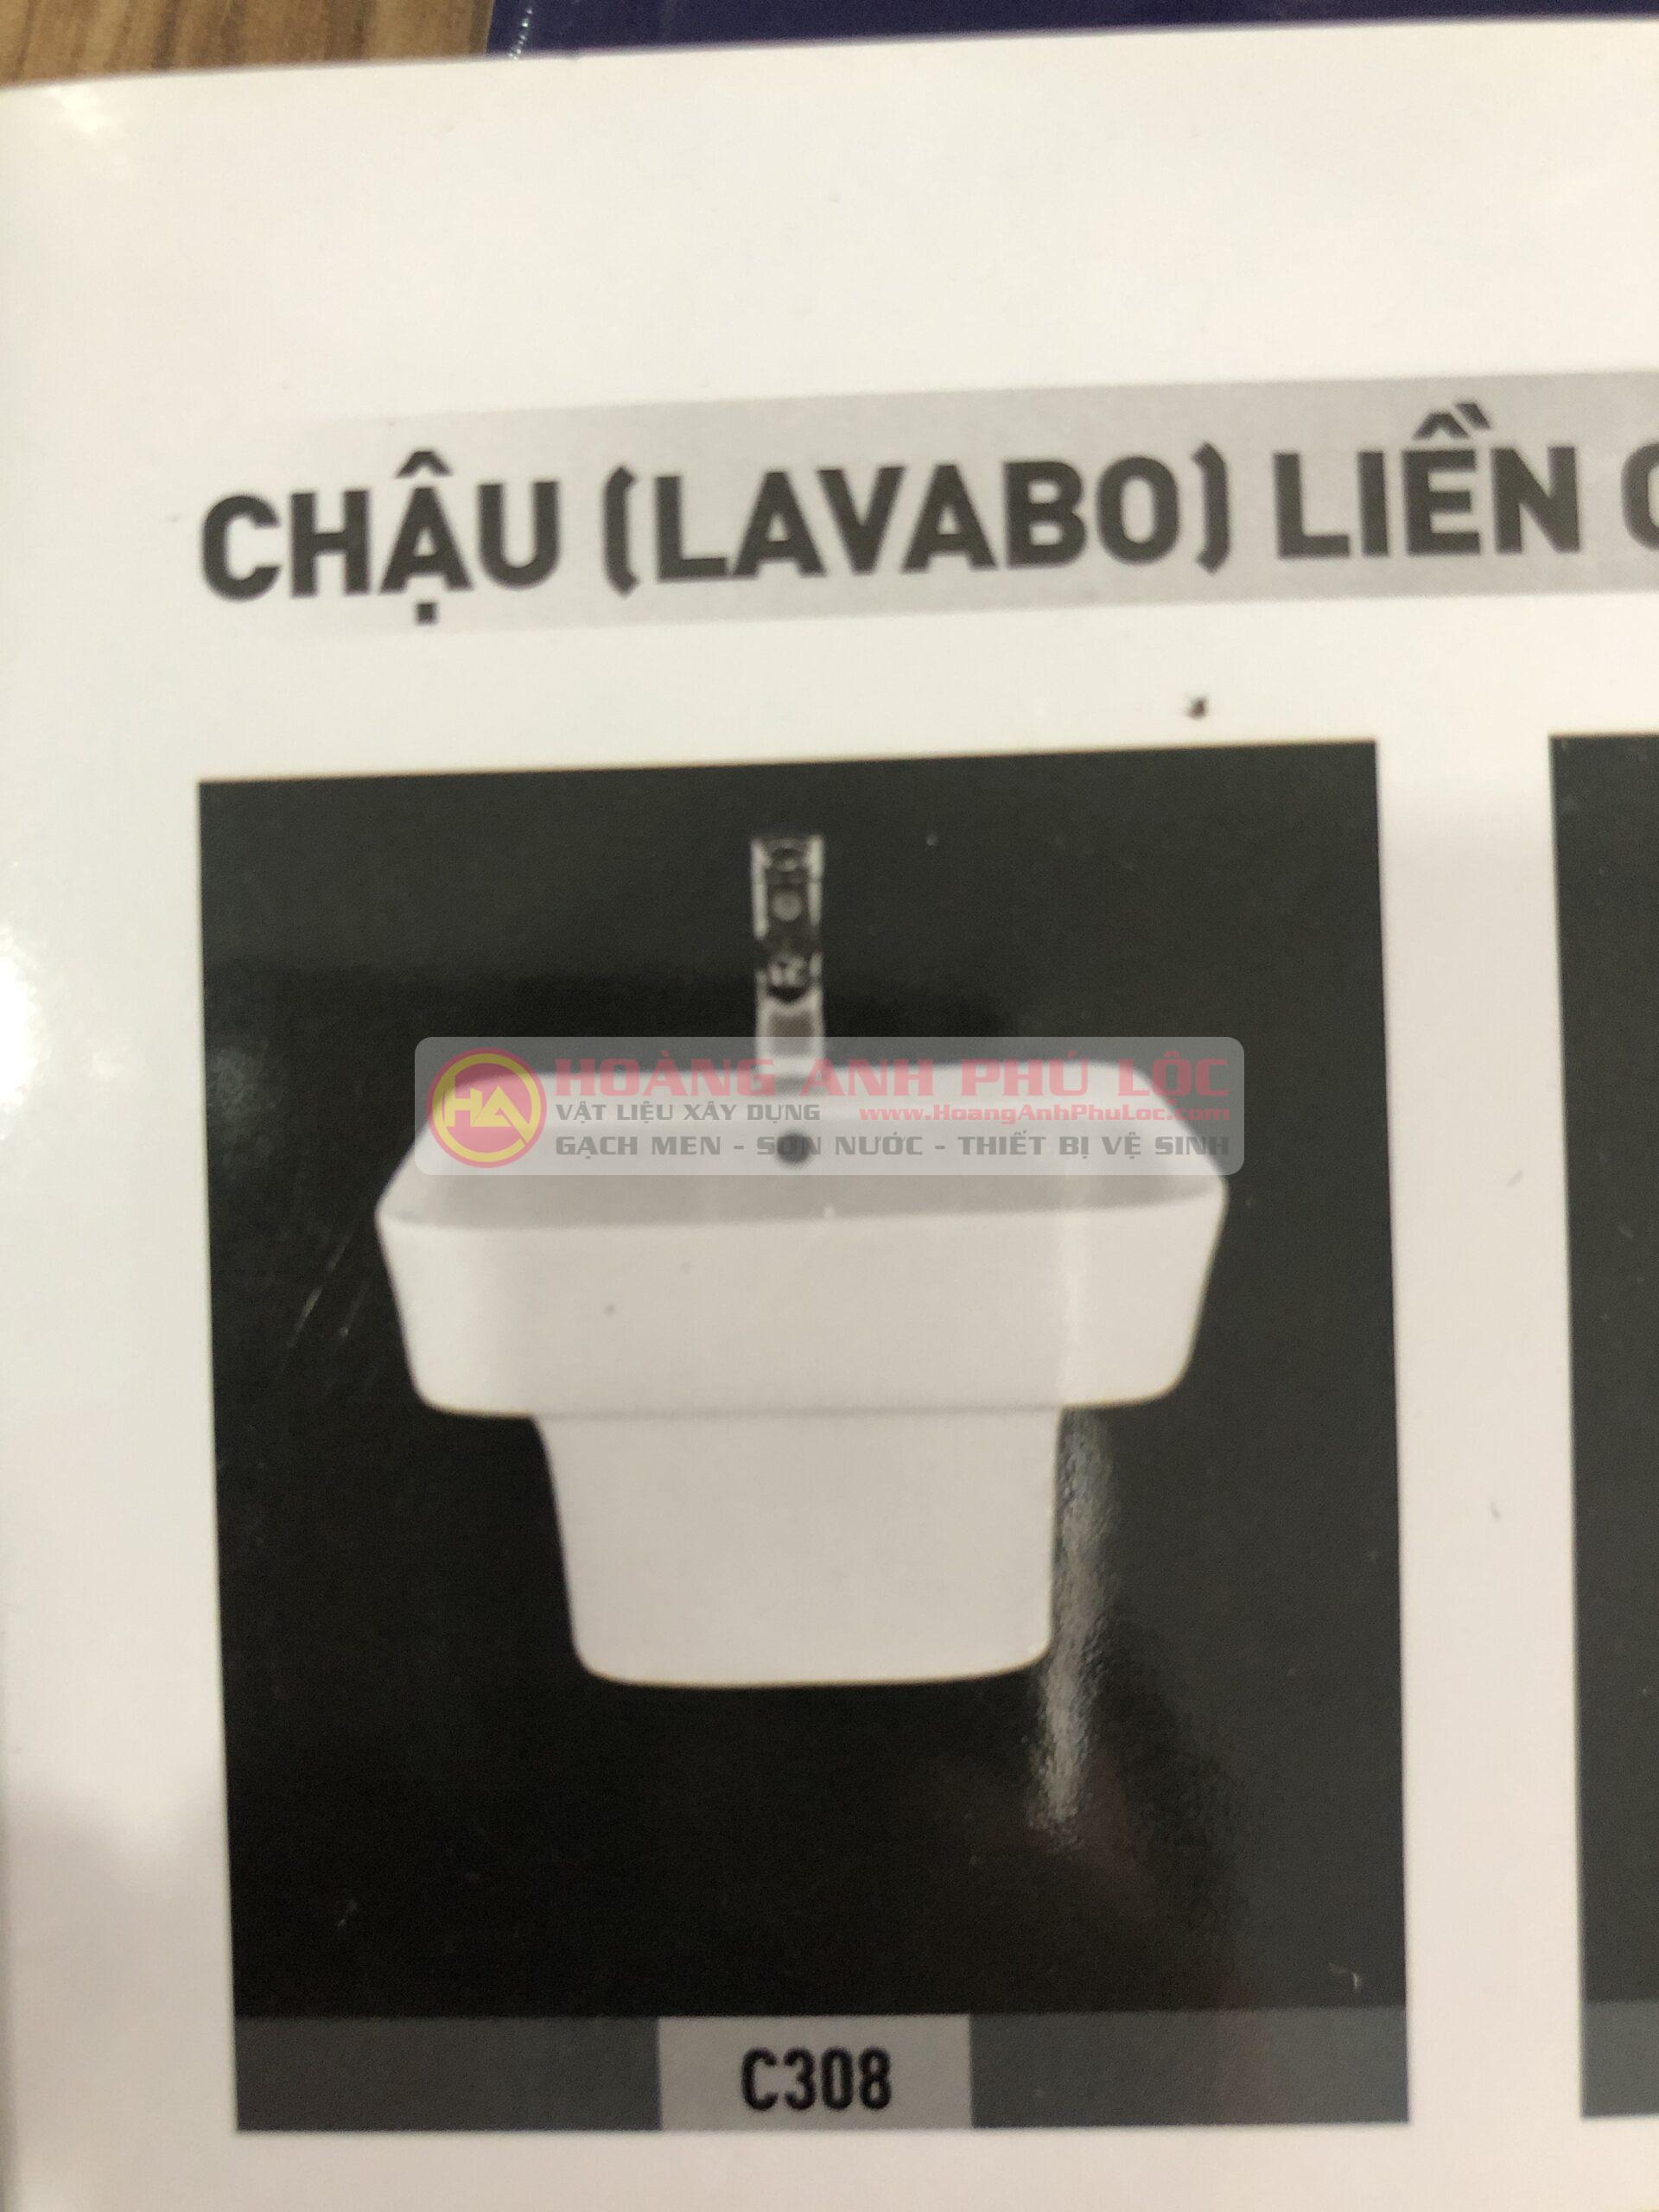 CHẬU (LAVABO) LIỀN C
HA HOÀNG ANH PHÚ LỘC
VẬT LIỆU XÂY DỰNG www.HoangAnhPhuLoc.com
GẠCH MEN - SƠN NƯỚC - THIẾT BỊ VỆ SINH
C308